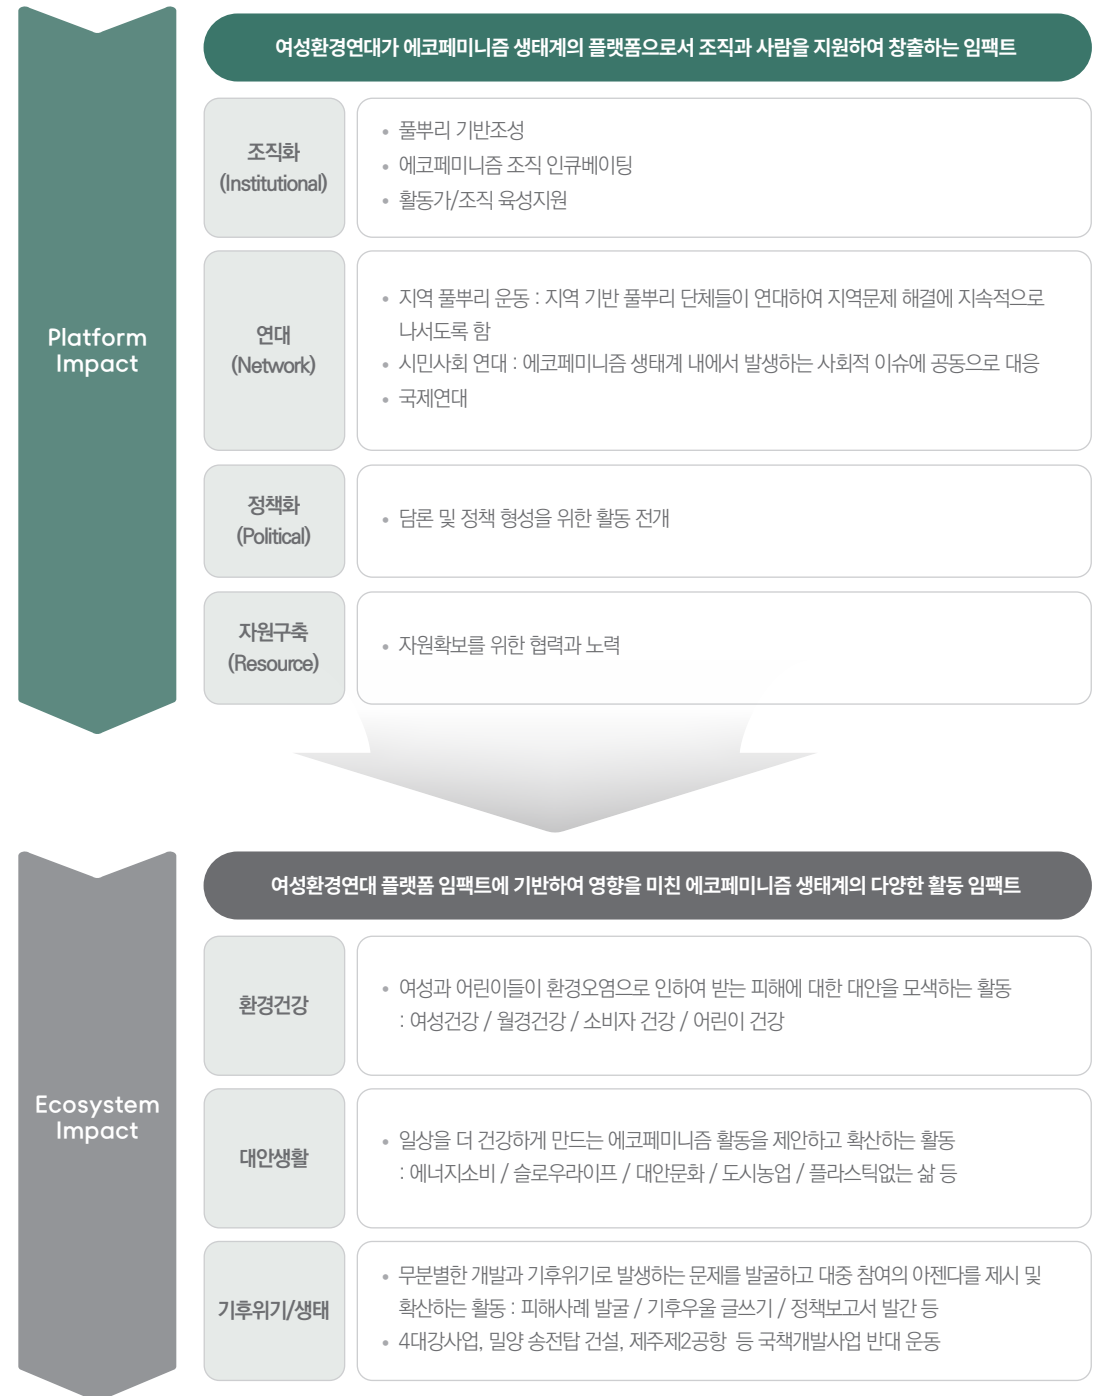 여성환경연대가 에코페미니즘 생태계의 플랫폼으로서 조직과 사람을 지원하여 창출하는 임팩트
Platform
Impact
조직화
(Institutional)
• 풀뿌리 기반조성
• 에코페미니즘 조직 인큐베이팅
• 활동가/조직 육성지원
연대
(Network)
• 지역 풀뿌리 운동 : 지역 기반 풀뿌리 단체들이 연대하여 지역문제 해결에 지속적으로
나서도록 함
• 시민사회 연대 : 에코페미니즘 생태계 내에서 발생하는 사회적 이슈에 공동으로 대응
• 국제연대
정책화
(Political)
• 담론 및 정책 형성을 위한 활동 전개
자원구축
(Resource)
• 자원확보를 위한 협력과 노력
여성환경연대 플랫폼 임팩트에 기반하여 영향을 미친 에코페미니즘 생태계의 다양한 활동 임팩트
Ecosystem
Impact
환경건강
• 여성과 어린이들이 환경오염으로 인하여 받는 피해에 대한 대안을 모색하는 활동
: 여성건강 / 월경건강 / 소비자 건강 / 어린이 건강
대안생활
• 일상을 더 건강하게 만드는 에코페미니즘 활동을 제안하고 확산하는 활동
: 에너지소비 / 슬로우라이프 / 대안문화 / 도시농업 / 플라스틱없는 삶 등
기후위기/생태
• 무분별한 개발과 기후위기로 발생하는 문제를 발굴하고 대중 참여의 아젠다를 제시 및
확산하는 활동 : 피해사례 발굴 / 기후우울 글쓰기 / 정책보고서 발간 등
• 4대강사업, 밀양 송전탑 건설, 제주제2공항 등 국책개발사업 반대 운동